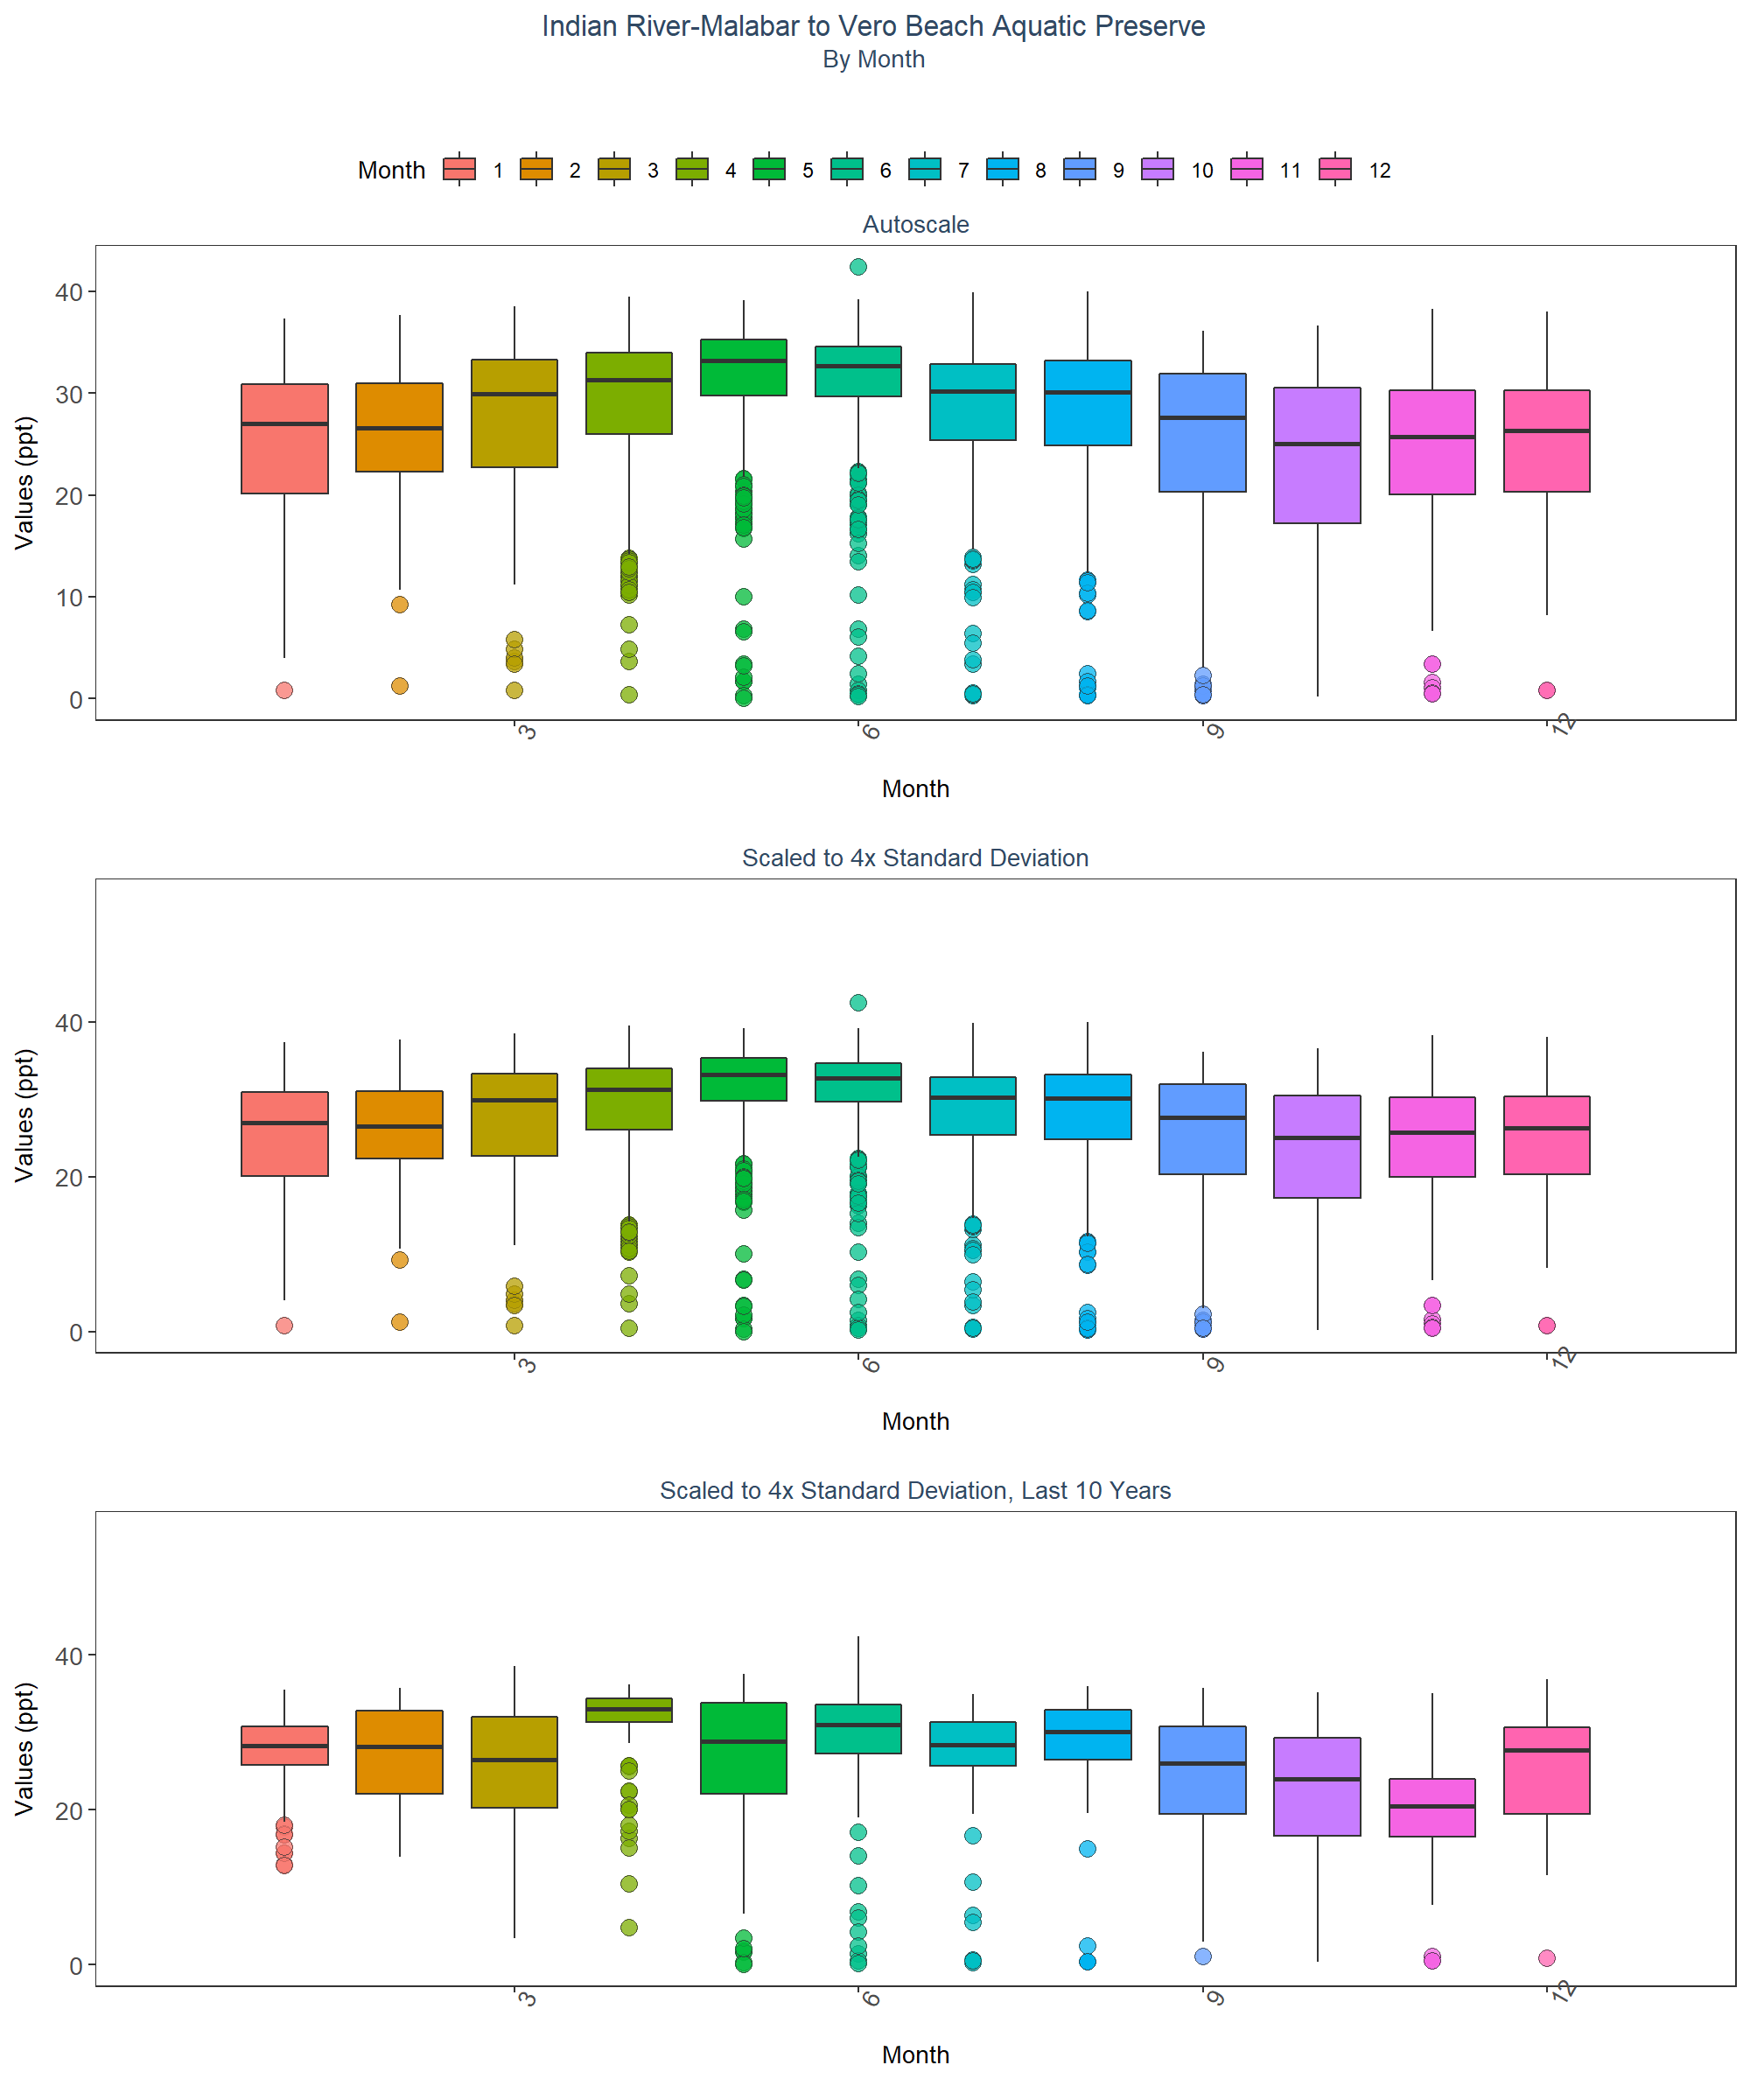 Indian River-Malabar to Vero Beach Aquatic Preserve
By Month
Month 1 2 3 4 5 6 7 8 9 10 11 12
Autoscale
Values (ppt)
40
30
20
10
0
3 6 9 12
Month
Scaled to 4x Standard Deviation
Values (ppt)
40
20
0
3 6 9 12
Month
Scaled to 4x Standard Deviation, Last 10 Years
Values (ppt)
40
20
0
3 6 9 12
Month